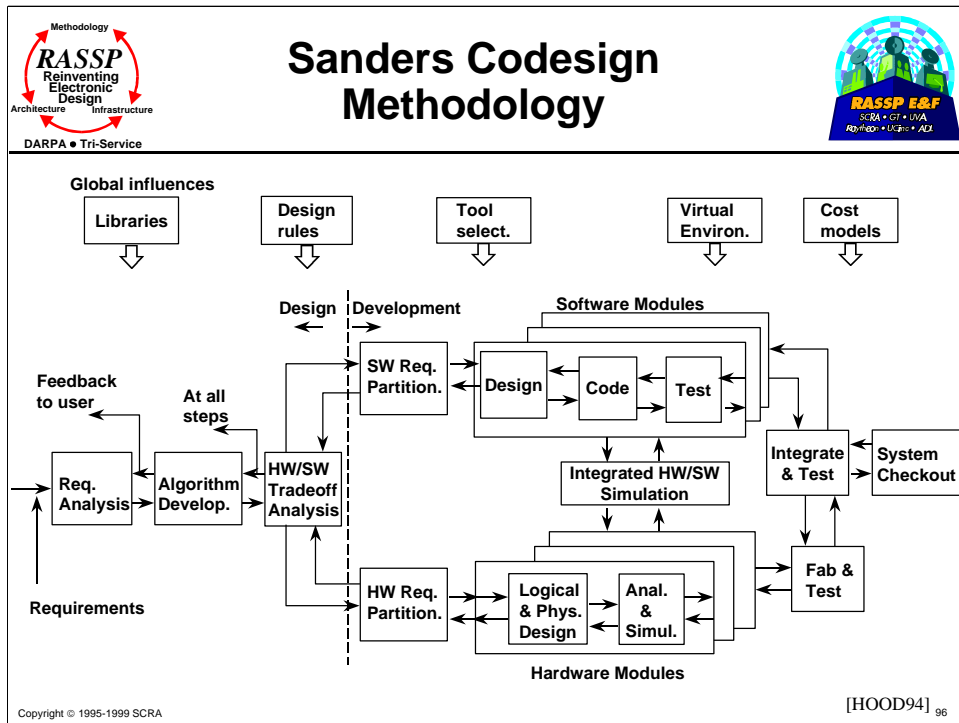 Methodology
RASSP
Reinventing
Electronic
Design
Architecture
Infrastructure
DARPA ● Tri-Service
Sanders Codesign
Methodology
RASSP E&F
SCRA • GT • UVA
Raytheon • UCinc • ADL
Global influences
Libraries
Design
rules
Tool
select.
Virtual
Environ.
Cost
models
Design
Development
Software Modules
SW Req.
Partition.
Design
Code
Test
Feedback
to user
At all
steps
Req.
Analysis
Algorithm
Develop.
HW/SW
Tradeoff
Analysis
Integrated HW/SW
Simulation
Integrate
& Test
System
Checkout
Requirements
HW Req.
Partition.
Logical
& Phys.
Design
Anal.
&
Simul.
Fab &
Test
Hardware Modules
Copyright © 1995-1999 SCRA
[HOOD94]
96